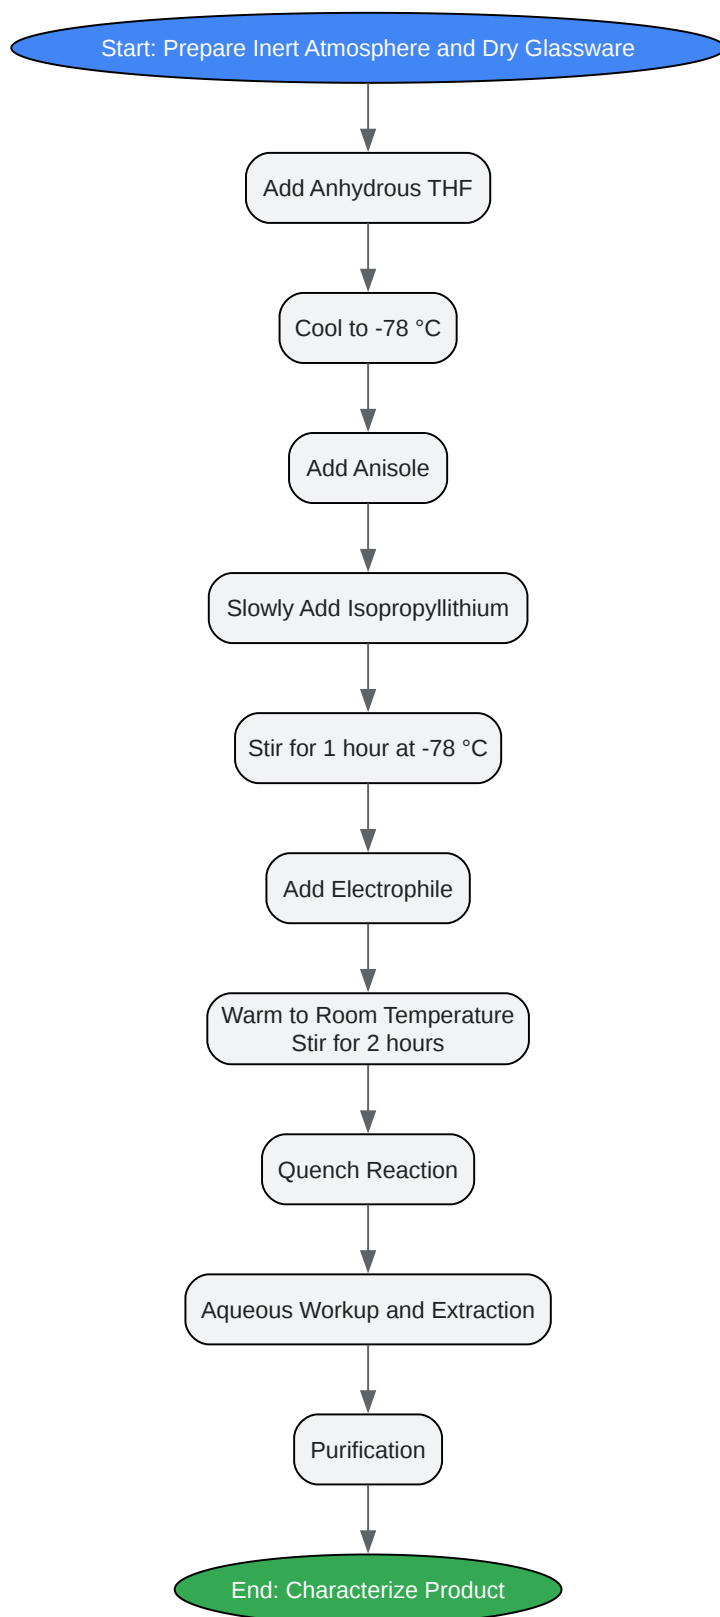 Start: Prepare Inert Atmosphere and Dry Glassware
Add Anhydrous THF
Cool to -78 °C
Add Anisole
Slowly Add Isopropyllithium
Stir for 1 hour at -78 °C
Add Electrophile
Warm to Room Temperature
Stir for 2 hours
Quench Reaction
Aqueous Workup and Extraction
Purification
End: Characterize Product